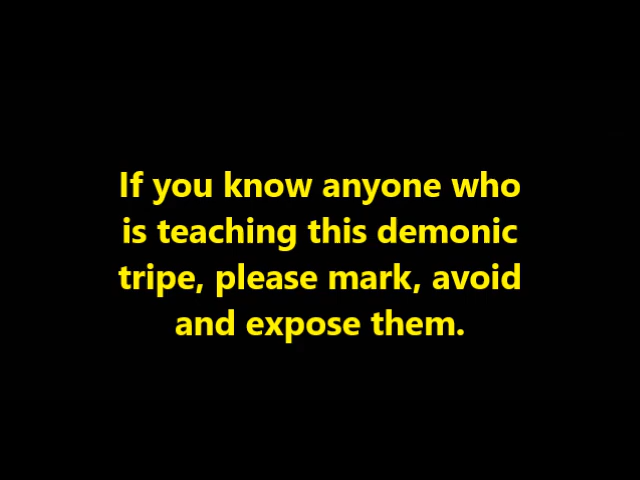 If you know anyone who
is teaching this demonic
tripe, please mark, avoid
and expose them.